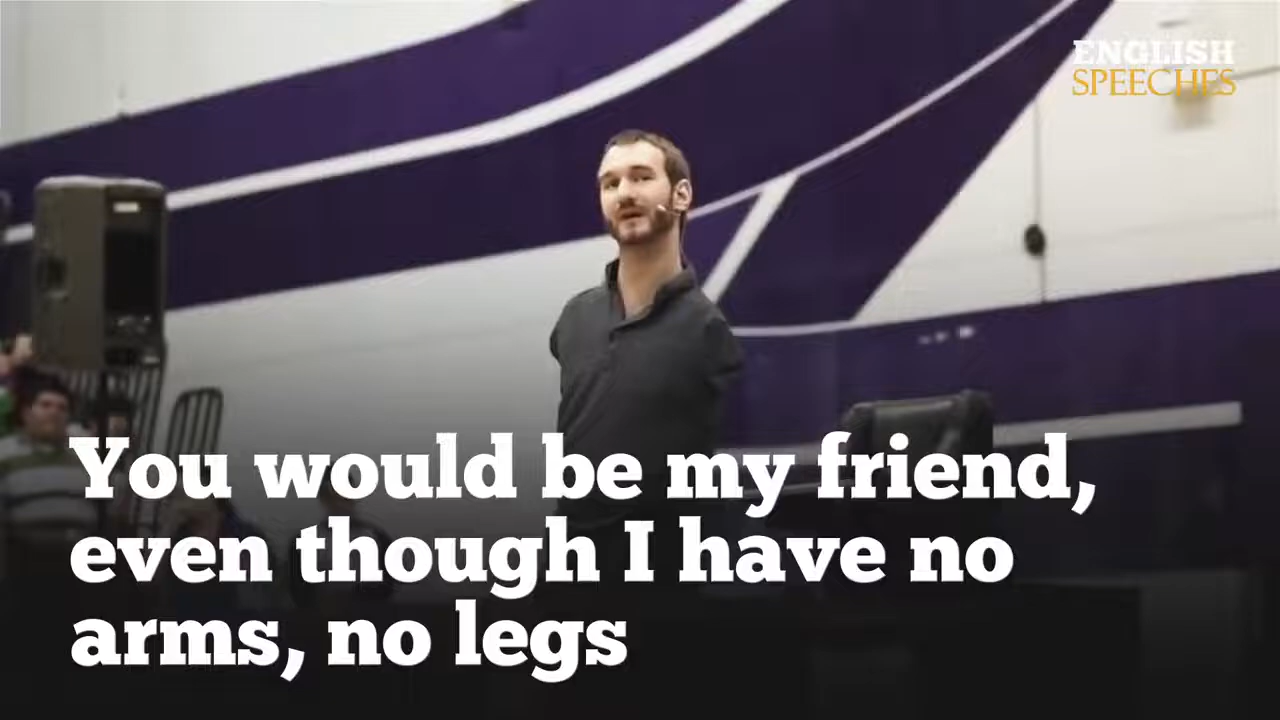 ENGLISH
SPEECHES
You would be my friend,
even though I have no
arms, no legs